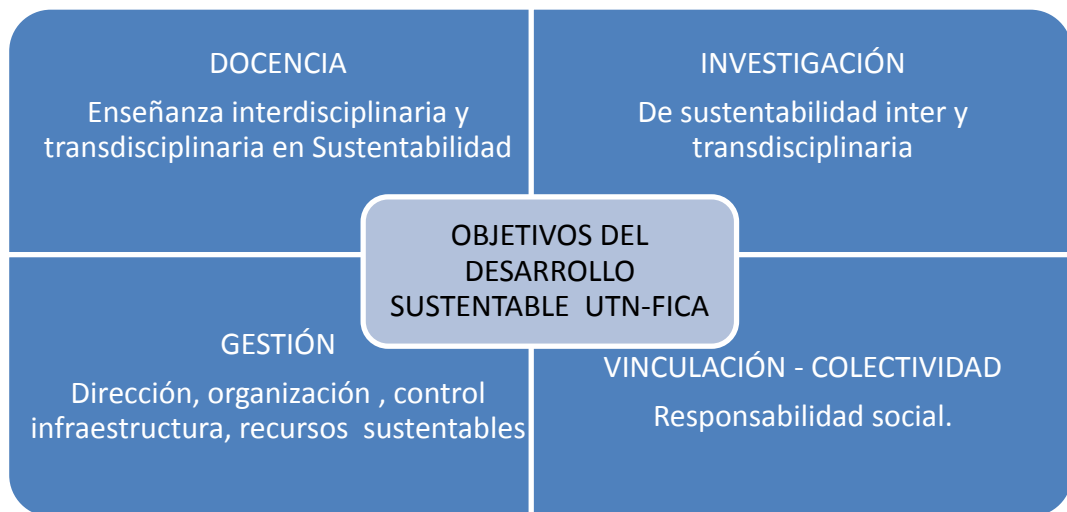 DOCENCIA
Enseñanza interdisciplinaria y
transdisciplinaria en Sustentabilidad
INVESTIGACIÓN
De sustentabilidad inter y
transdisciplinaria
OBJETIVOS DEL
DESARROLLO
SUSTENTABLE UTN-FICA
GESTIÓN
Dirección, organización , control
infraestructura, recursos sustentables
VINCULACIÓN - COLECTIVIDAD
Responsabilidad social.